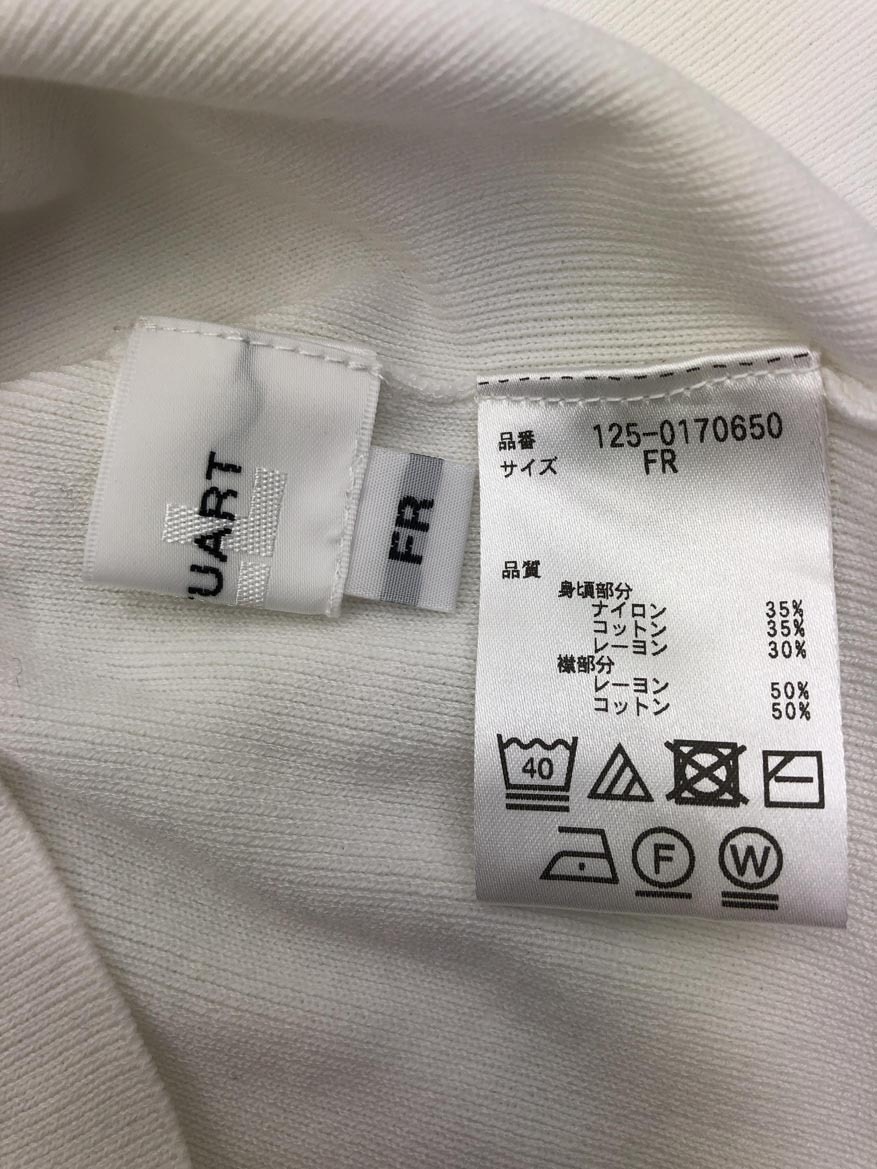 UART
FR
品番 125-0170650
サイズ FR
品質
身頃部分
ナイロン 35%
コットン 35%
レーヨン 30%
襟部分
レーヨン 50%
コットン 50%
40
F
W